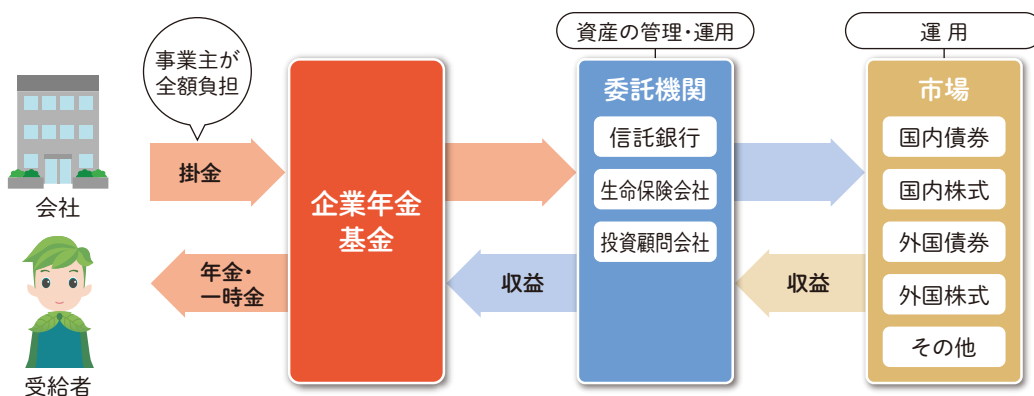 資産の管理・運用
運用
事業主が
全額負担
会社
掛金
企業年金
基金
委託機関
信託銀行
生命保険会社
投資顧問会社
市場
国内債券
国内株式
外国債券
外国株式
その他
年金・
一時金
収益
収益
受給者